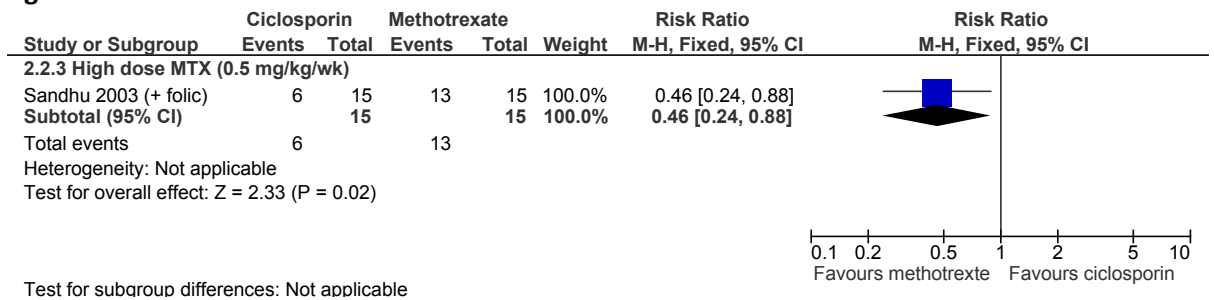 Ciclosporin Methotrexate Risk Ratio Risk Ratio
Study or Subgroup Events Total Events Total Weight M-H, Fixed, 95% CI M-H, Fixed, 95% CI
2.2.3 High dose MTX (0.5 mg/kg/wk)
Sandhu 2003 (+ folic) 6 15 13 15 100.0% 0.46 [0.24, 0.88]
Subtotal (95% CI) 15 15 100.0% 0.46 [0.24, 0.88]
Total events 6 13
Heterogeneity: Not applicable
Test for overall effect: Z = 2.33 (P = 0.02)
0.1 0.2 0.5 1 2 5 10
Favours methotrexte Favours ciclosporin
Test for subgroup differences: Not applicable